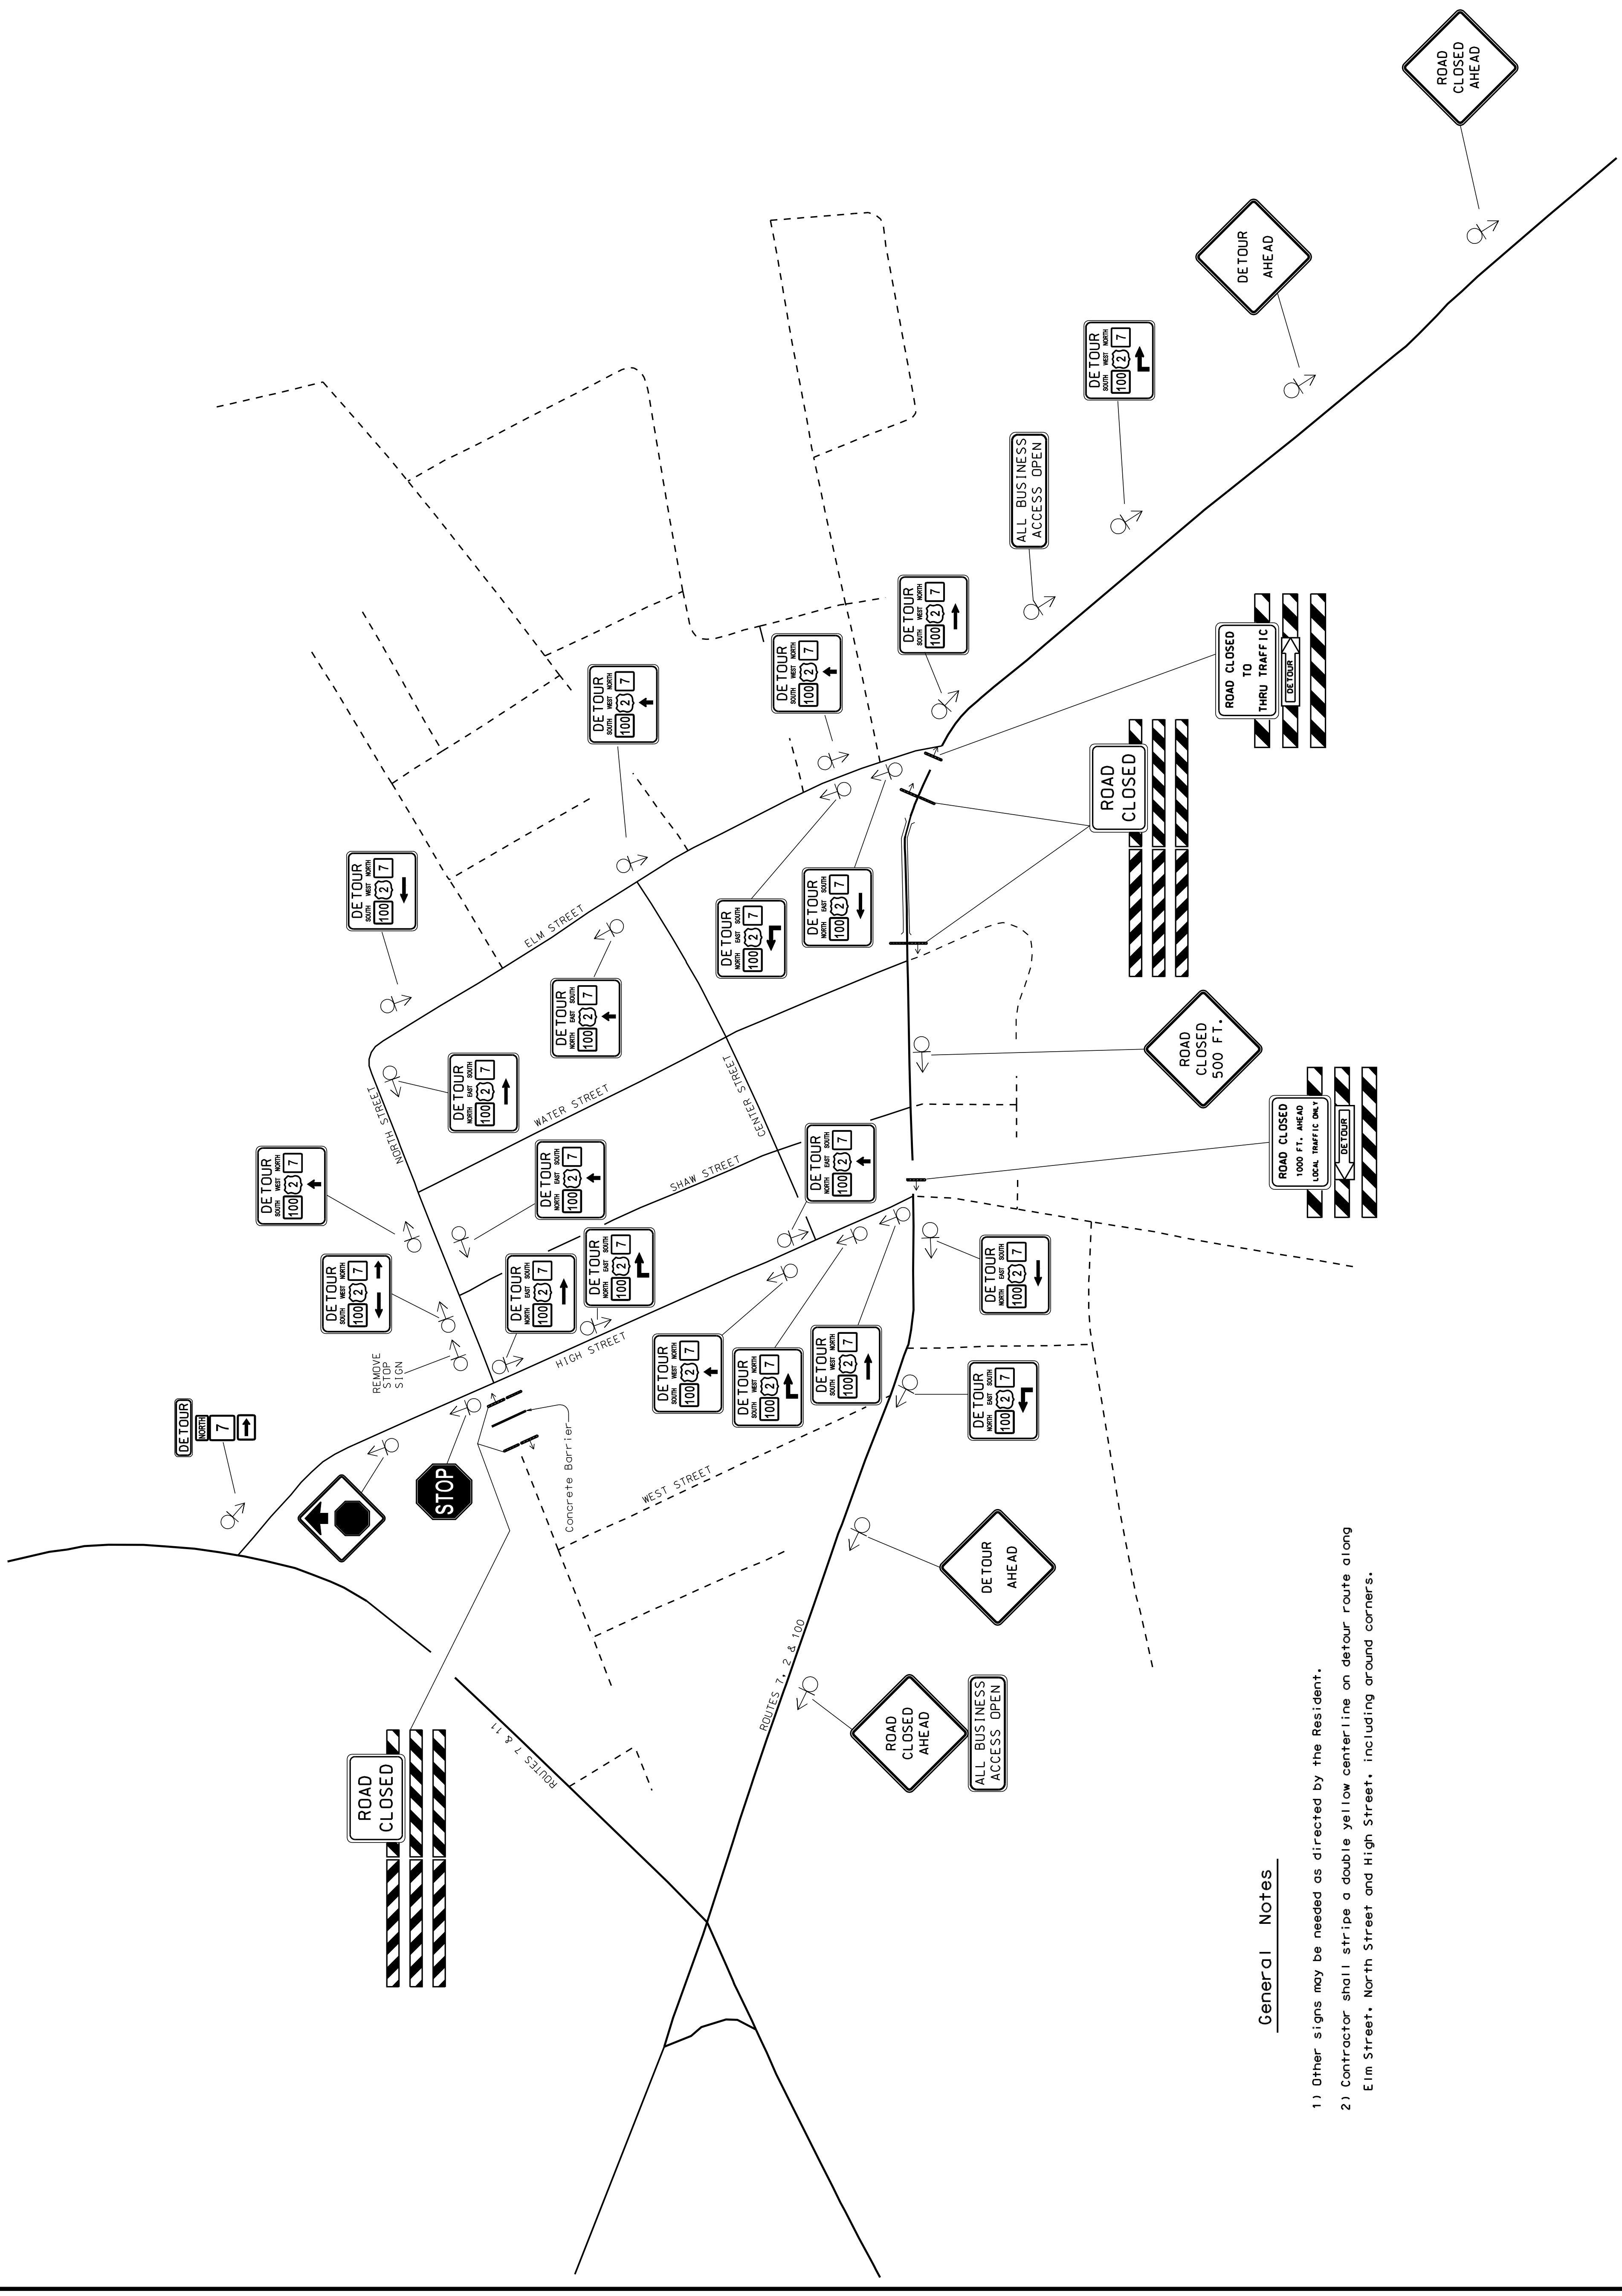 DETOUR
NORTH
7
DETOUR
SOUTH WEST NORTH
100 2 7
DETOUR
SOUTH WEST NORTH
100 2 7
DETOUR
SOUTH WEST NORTH
100 2 7
REMOVE
STOP
SIGN
NORTH STREET
ROAD
CLOSED
STOP
DETOUR
NORTH EAST SOUTH
100 2 7
ROUTES 7 & 11
DETOUR
NORTH EAST SOUTH
100 2 7
DETOUR
NORTH EAST SOUTH
100 2 7
ELM STREET
WATER STREET
Concrete Barrier
DETOUR
NORTH EAST SOUTH
100 2 7
HIGH STREET
DETOUR
NORTH EAST SOUTH
100 2 7
DETOUR
SOUTH WEST NORTH
100 2 7
WEST STREET
DETOUR
SOUTH WEST NORTH
100 2 7
SHAW STREET
CENTER STREET
DETOUR
SOUTH WEST NORTH
100 2 7
DETOUR
NORTH EAST SOUTH
100 2 7
ROUTES 7, 2 & 100
DETOUR
SOUTH WEST NORTH
100 2 7
DETOUR
SOUTH WEST NORTH
100 2 7
DETOUR
NORTH EAST SOUTH
100 2 7
DETOUR
NORTH EAST SOUTH
100 2 7
ROAD
CLOSED
AHEAD
ALL BUSINESS
ACCESS OPEN
DETOUR
SOUTH WEST NORTH
100 2 7
DETOUR
AHEAD
DETOUR
NORTH EAST SOUTH
100 2 7
DETOUR
NORTH EAST SOUTH
100 2 7
ALL BUSINESS
ACCESS OPEN
DETOUR
SOUTH WEST NORTH
100 2 7
ROAD
CLOSED
ROAD
CLOSED
500 FT.
DETOUR
AHEAD
ROAD CLOSED
TO
THRU TRAFFIC
DETOUR
ROAD CLOSED
1000 FT. AHEAD
LOCAL TRAFFIC ONLY
DETOUR
ROAD
CLOSED
AHEAD
General Notes
1) Other signs may be needed as directed by the Resident.
2) Contractor shall stripe a double yellow centerline on detour route along
Elm Street, North Street and High Street, including around corners.